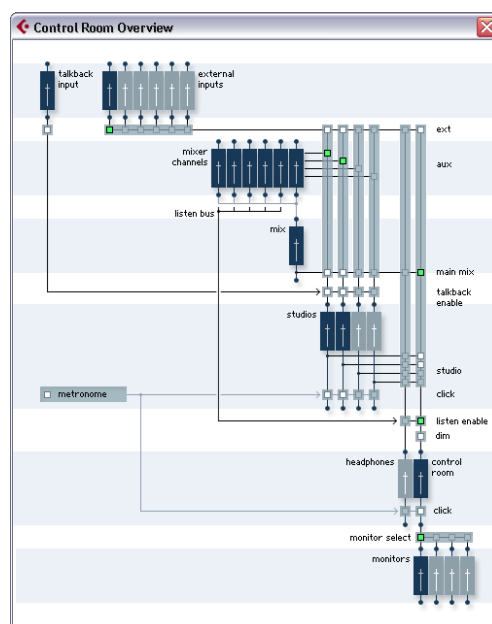 Control Room Overview
talkback
input
external
inputs
ext
mixer
channels
aux
listen bus
mix
main mix
talkback
enable
studios
studio
metronome
click
listen enable
dim
headphones
control
room
click
monitor select
monitors